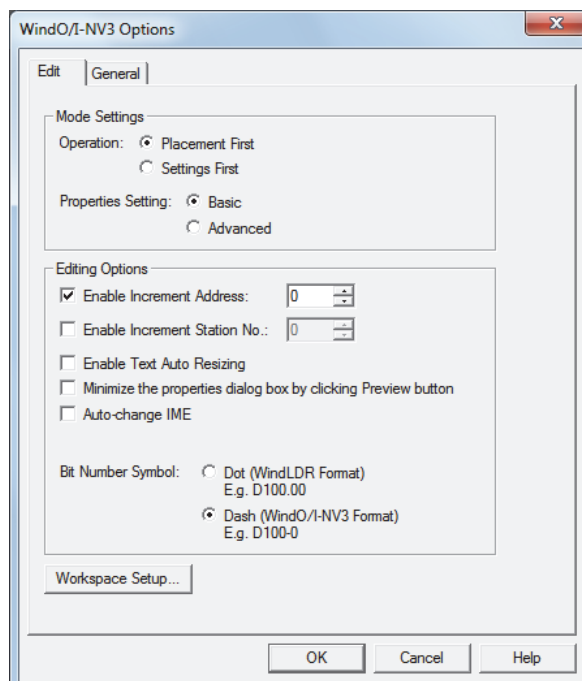 WindO/I-NV3 Options
Edit
General
Mode Settings
Operation:
Placement First
Settings First
Properties Setting:
Basic
Advanced
Editing Options
Enable Increment Address:
0
Enable Increment Station No.:
0
Enable Text Auto Resizing
Minimize the properties dialog box by clicking Preview button
Auto-change IME
Bit Number Symbol:
Dot (WindLDR Format)
E.g. D100.00
Dash (WindO/I-NV3 Format)
E.g. D100-0
Workspace Setup...
OK
Cancel
Help